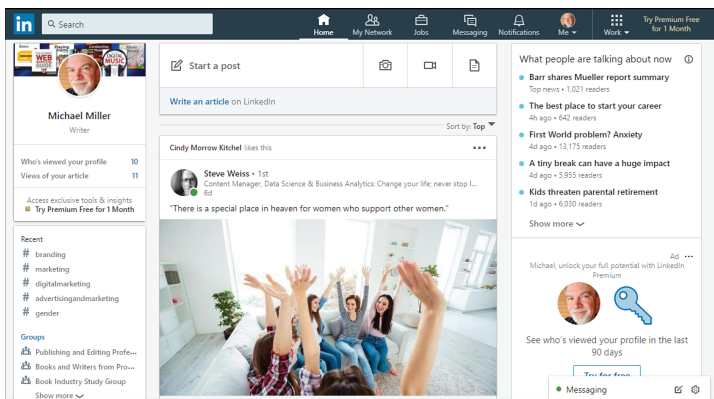 in
Search
Home
My Network
Jobs
Messaging
Notifications
Me
Work
Try Premium Free
for 1 Month
WEB
DIGITAL
MUSIC
Michael Miller
Writer
Who's viewed your profile 10
Views of your article 11
Access exclusive tools & insights
Try Premium Free for 1 Month
Recent
# branding
# marketing
# digitalmarketing
# advertisingandmarketing
# gender
Groups
Publishing and Editing Profe...
Books and Writers from Pro...
Book Industry Study Group
Show more
Start a post
Write an article on LinkedIn
Sort by: Top
Cindy Morrow Kitchel likes this
Steve Weiss • 1st
Content Manager, Data Science & Business Analytics: Change your life; never stop l...
6d
"There is a special place in heaven for women who support other women."
What people are talking about now
Barr shares Mueller report summary
Top news • 1,021 readers
The best place to start your career
4h ago • 642 readers
First World problem? Anxiety
4d ago • 13,175 readers
A tiny break can have a huge impact
4d ago • 5,955 readers
Kids threaten parental retirement
1d ago • 6,030 readers
Show more
Ad
Michael, unlock your full potential with LinkedIn
Premium
See who's viewed your profile in the last
90 days
Try for free
Messaging